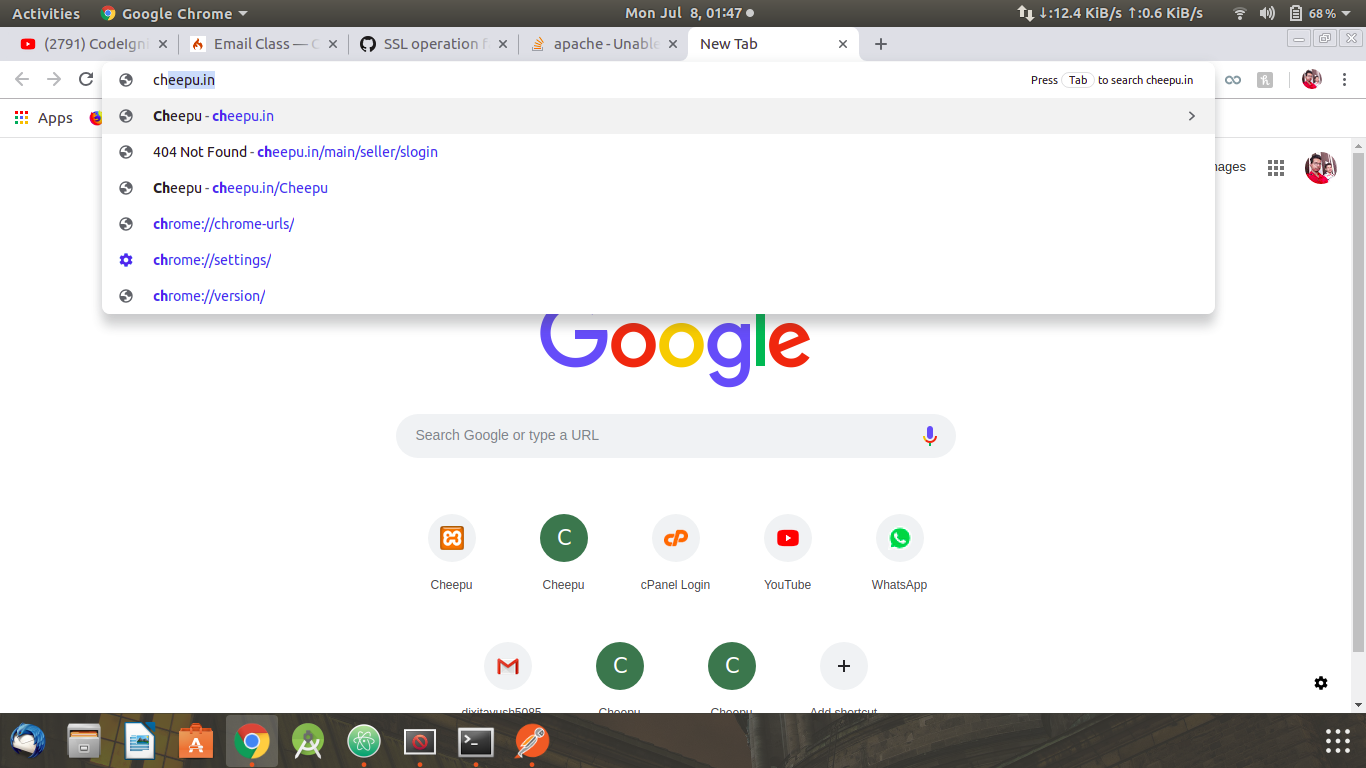 Activities Google Chrome Mon Jul 8, 01:47 ↓:12.4 KiB/s ↑:0.6 KiB/s 68%
(2791) CodeIgni Email Class — C SSL operation f apache - Unable New Tab
cheepu.in Press Tab to search cheepu.in
Apps
Cheepu - cheepu.in
404 Not Found - cheepu.in/main/seller/slogin
mages
Cheepu - cheepu.in/Cheepu
chrome://chrome-urls/
chrome://settings/
chrome://version/
Google
Search Google or type a URL
C
Cheepu Cheepu cPanel Login YouTube WhatsApp
C C
dixitayush5085 Cheepu Cheepu Add shortcut